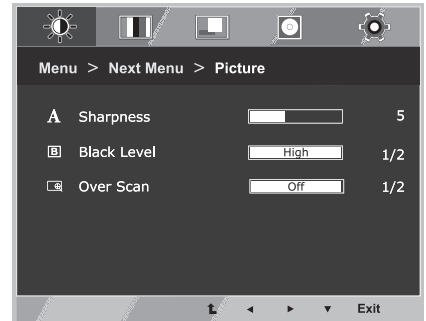 Menu > Next Menu > Picture
A Sharpness 5
B Black Level High 1/2
Over Scan Off 1/2
Exit